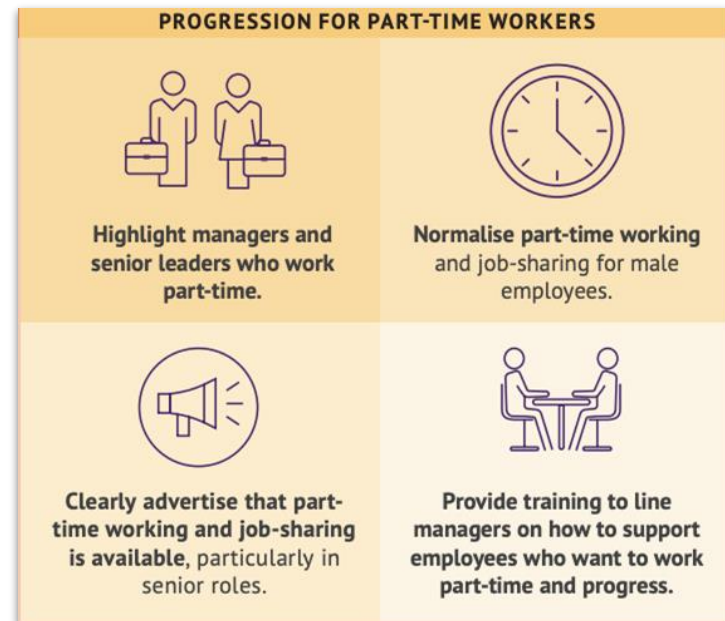 PROGRESSION FOR PART-TIME WORKERS
Highlight managers and
senior leaders who work
part-time.
Normalise part-time working
and job-sharing for male
employees.
Clearly advertise that part-
time working and job-sharing
is available, particularly in
senior roles.
Provide training to line
managers on how to support
employees who want to work
part-time and progress.